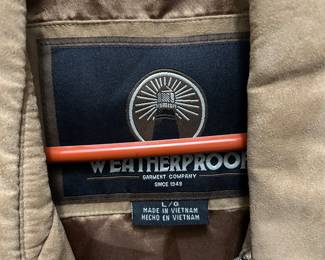 WEATHERPROOF
GARMENT COMPANY
SINCE 1948
L/G
MADE IN VIETNAM
HECHO EN VIETNAM